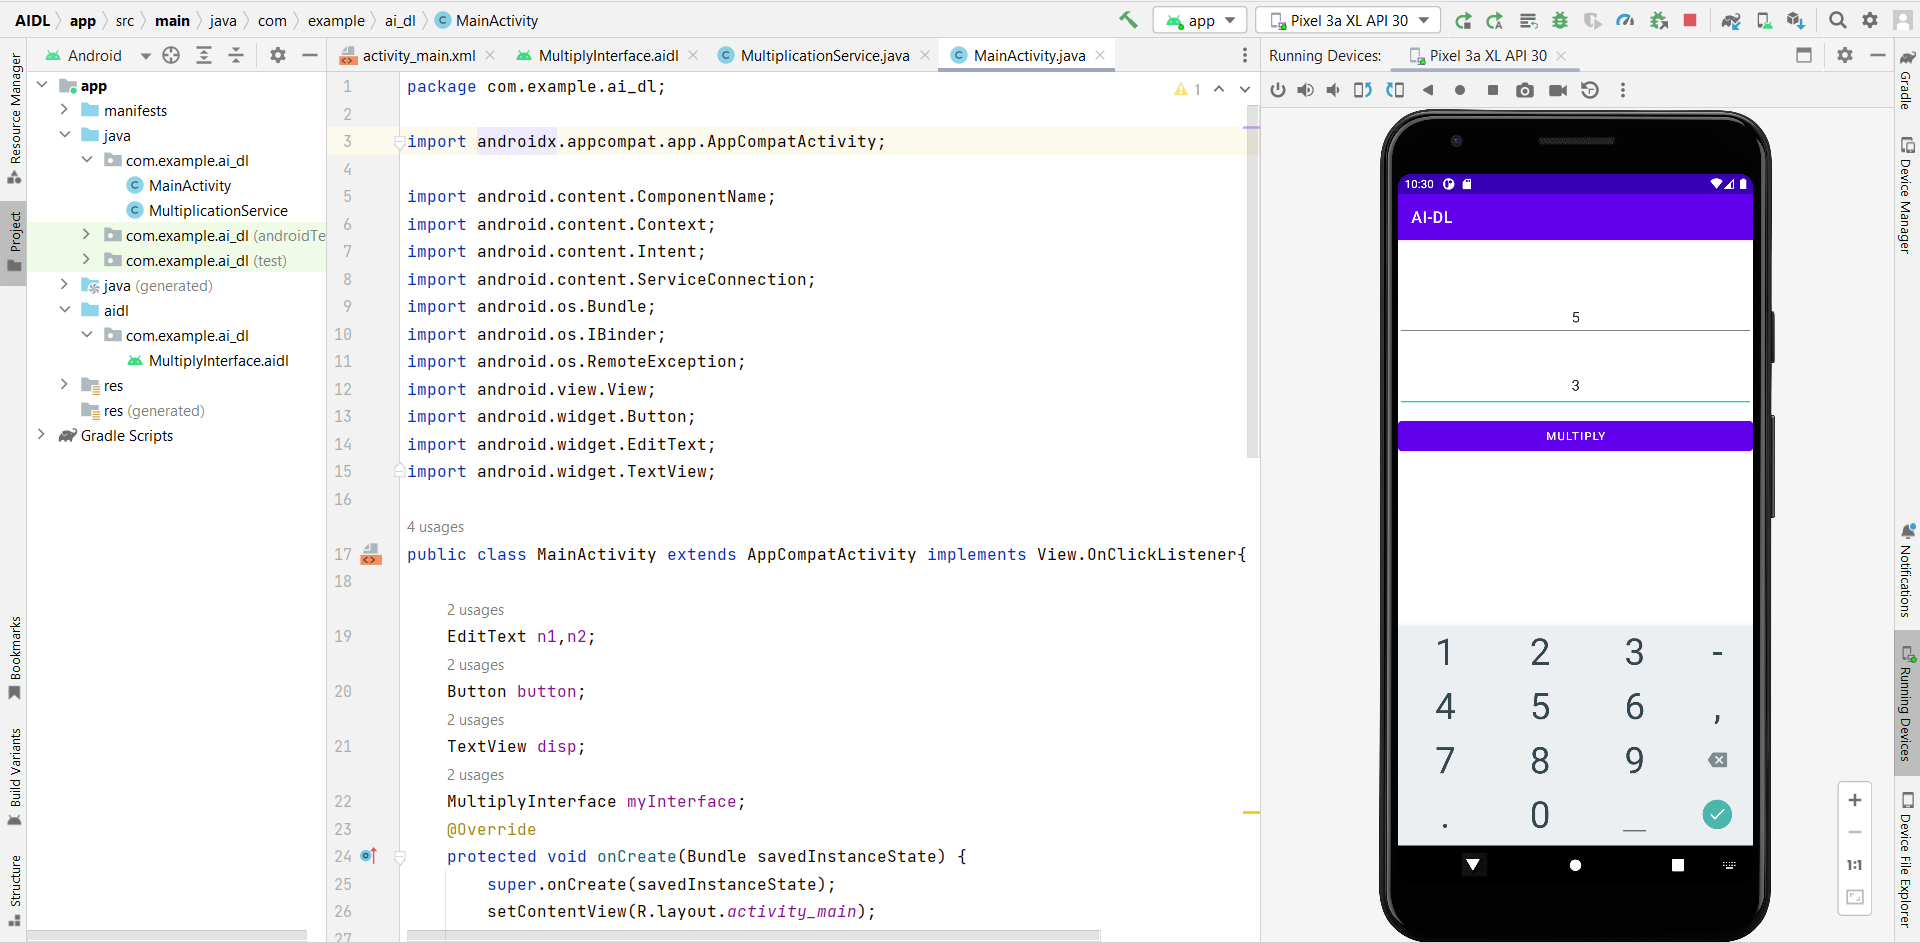 AIDL app src main java com example ai_dl MainActivity
app
Pixel 3a XL API 30
Android
activity_main.xml
MultiplyInterface.aidl
MultiplicationService.java
MainActivity.java
Running Devices:
Pixel 3a XL API 30
Resource Manager
Project
Bookmarks
Build Variants
Structure
app
manifests
java
com.example.ai_dl
MainActivity
MultiplicationService
com.example.ai_dl (androidTe
com.example.ai_dl (test)
java (generated)
aidl
com.example.ai_dl
MultiplyInterface.aidl
res
res (generated)
Gradle Scripts
1 package com.example.ai_dl;
1
2
3 import androidx.appcompat.app.AppCompatActivity;
4
5 import android.content.ComponentName;
6 import android.content.Context;
7 import android.content.Intent;
8 import android.content.ServiceConnection;
9 import android.os.Bundle;
10 import android.os.IBinder;
11 import android.os.RemoteException;
12 import android.view.View;
13 import android.widget.Button;
14 import android.widget.EditText;
15 import android.widget.TextView;
16
4 usages
17 public class MainActivity extends AppCompatActivity implements View.OnClickListener{
18
2 usages
19 EditText n1,n2;
2 usages
20 Button button;
2 usages
21 TextView disp;
2 usages
22 MultiplyInterface myInterface;
23 @Override
24 protected void onCreate(Bundle savedInstanceState) {
25 super.onCreate(savedInstanceState);
26 setContentView(R.layout.activity_main);
27
10:30
AI-DL
5
3
MULTIPLY
1 2 3 -
4 5 6 ,
7 8 9
. 0 _
1:1
Gradle
Device Manager
Notifications
Running Devices
Device File Explorer